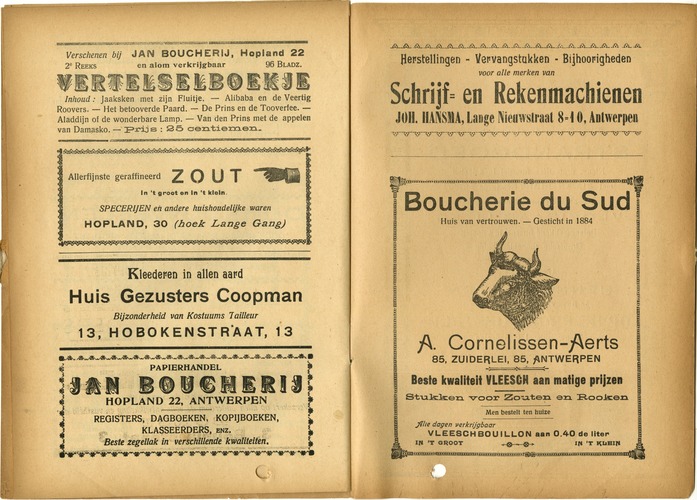 Verschenen bij JAN BOUCHERIJ, Hopland 22
2e Reeks en alom verkrijgbaar 96 Bladz.
VERTELSELBOEKJE
Inhoud: Jaaksken met zijn Fluitje. — Alibaba en de Veertig
Roovers. — Het betooverde Paard. — De Prins en de Tooverfee. —
Aladdijn of de wonderbare Lamp. — Van den Prins met de appelen
van Damasko. — Prijs: 25 centiemen.
Allerfijnste geraffineerd ZOUT
in 't groot en in 't klein.
SPECERIJEN en andere huishoudelijke waren
HOPLAND, 30 (hoek Lange Gang)
Kleederen in allen aard
Huis Gezusters Coopman
Bijzonderheid van Kostuums Tailleur
13, HOBOKENSTRAAT, 13
PAPIERHANDEL
JAN BOUCHERIJ
HOPLAND 22, ANTWERPEN
REGISTERS, DAGBOEKEN, KOPIJBOEKEN,
KLASSEERDERS, ENZ.
Beste zegellak in verschillende kwaliteiten.
Herstellingen - Vervangstukken - Bijhoorigheden
voor alle merken van
Schrijf= en Rekenmachienen
JOH. HANSMA, Lange Nieuwstraat 8-10, Antwerpen
Boucherie du Sud
Huis van vertrouwen. — Gesticht in 1884
A. Cornelissen-Aerts
85, ZUIDERLEI, 85, ANTWERPEN
Beste kwaliteit VLEESCH aan matige prijzen
Stukken voor Zouten en Rooken
Men bestelt ten huize
Alle dagen verkrijgbaar
VLEESCHBOUILLON aan 0.40 de liter
IN 'T GROOT IN 'T KLEIN